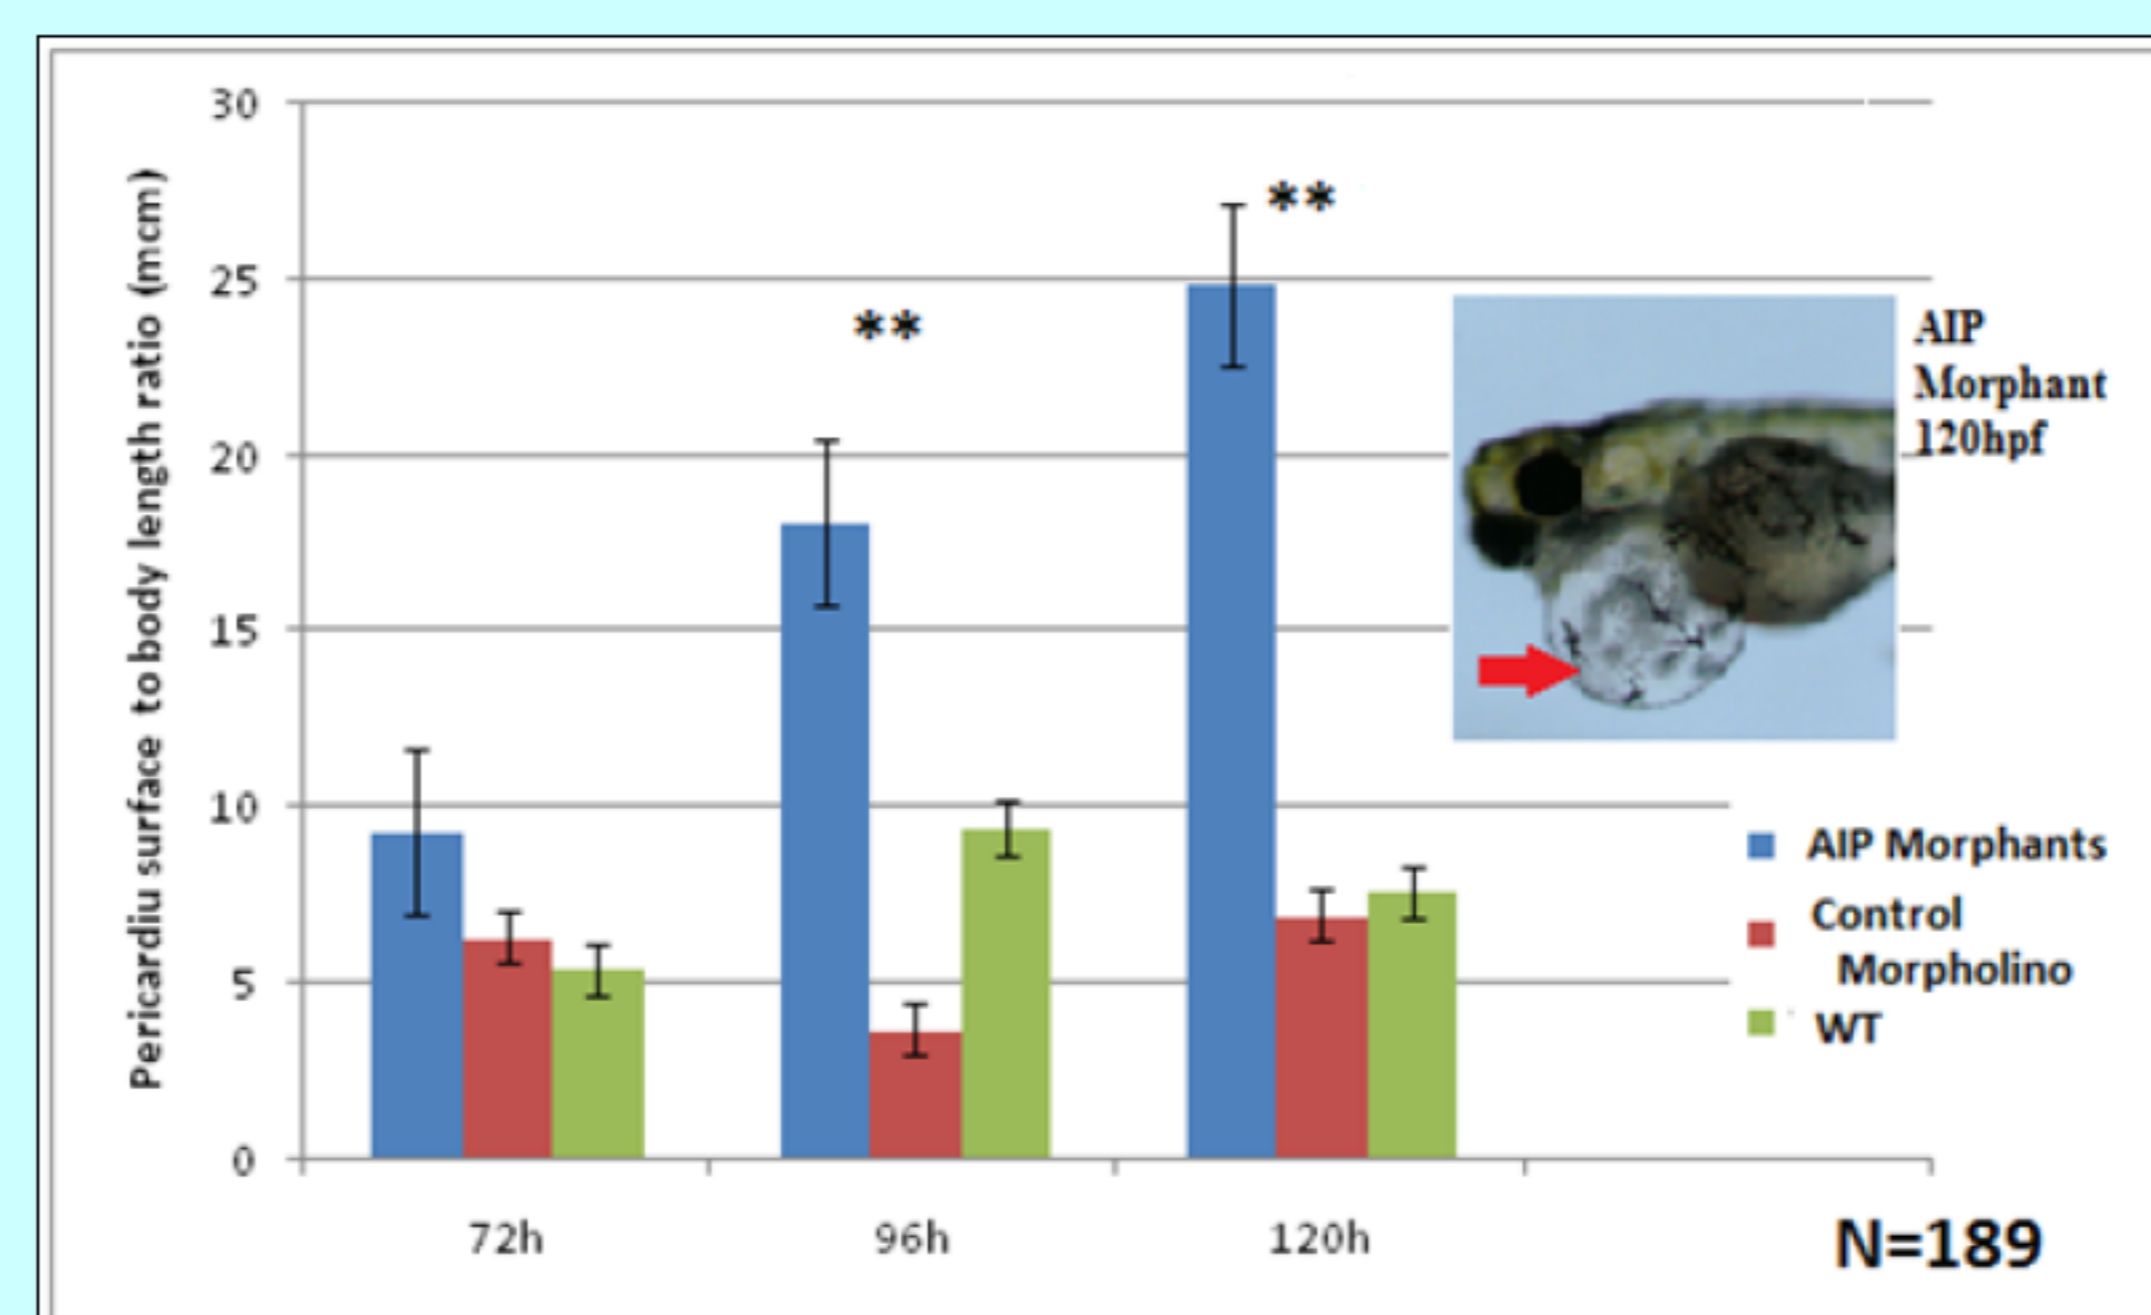 Pericardiu surface to body length ratio (mcm)
30
25
20
15
10
5
0
**
**
AIP
Morphant
120hpf
AIP Morphants
Control
Morpholino
WT
72h
96h
120h
N=189